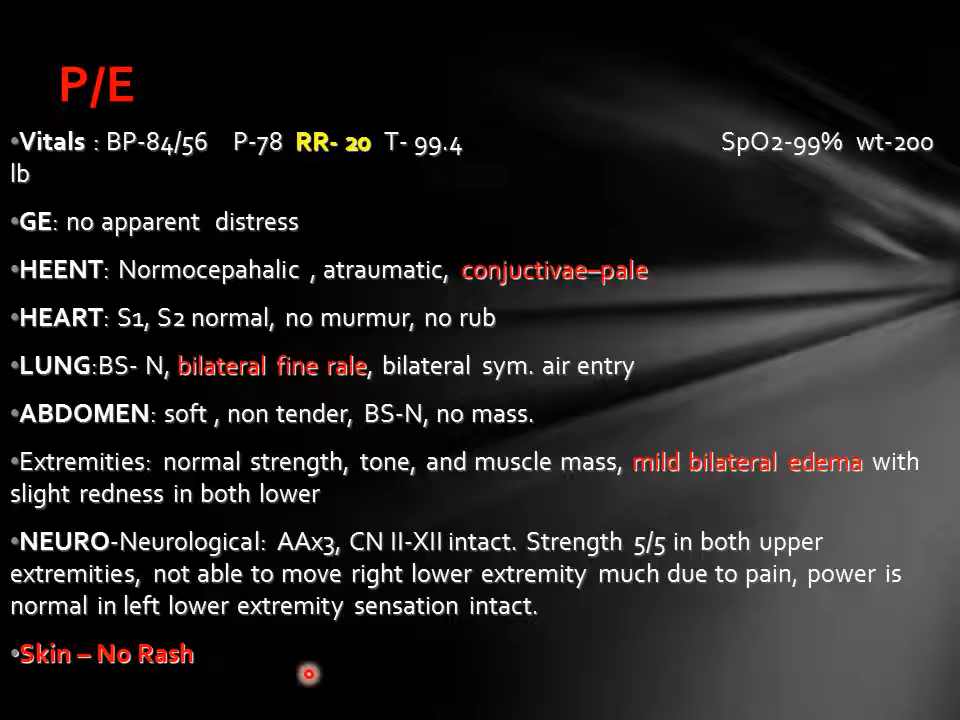 P/E
•Vitals : BP-84/56 P-78 RR- 20 T- 99.4 SpO2-99% wt-200
lb
•GE: no apparent distress
•HEENT: Normocepahalic , atraumatic, conjuctivae–pale
•HEART: S1, S2 normal, no murmur, no rub
•LUNG:BS- N, bilateral fine rale, bilateral sym. air entry
•ABDOMEN: soft , non tender, BS-N, no mass.
•Extremities: normal strength, tone, and muscle mass, mild bilateral edema with
slight redness in both lower
•NEURO-Neurological: AAx3, CN II-XII intact. Strength 5/5 in both upper
extremities, not able to move right lower extremity much due to pain, power is
normal in left lower extremity sensation intact.
•Skin – No Rash